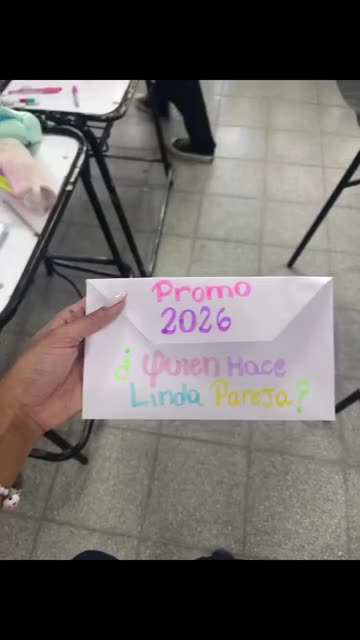 Promo
2026
¿Quien Hace
Linda Pareja?